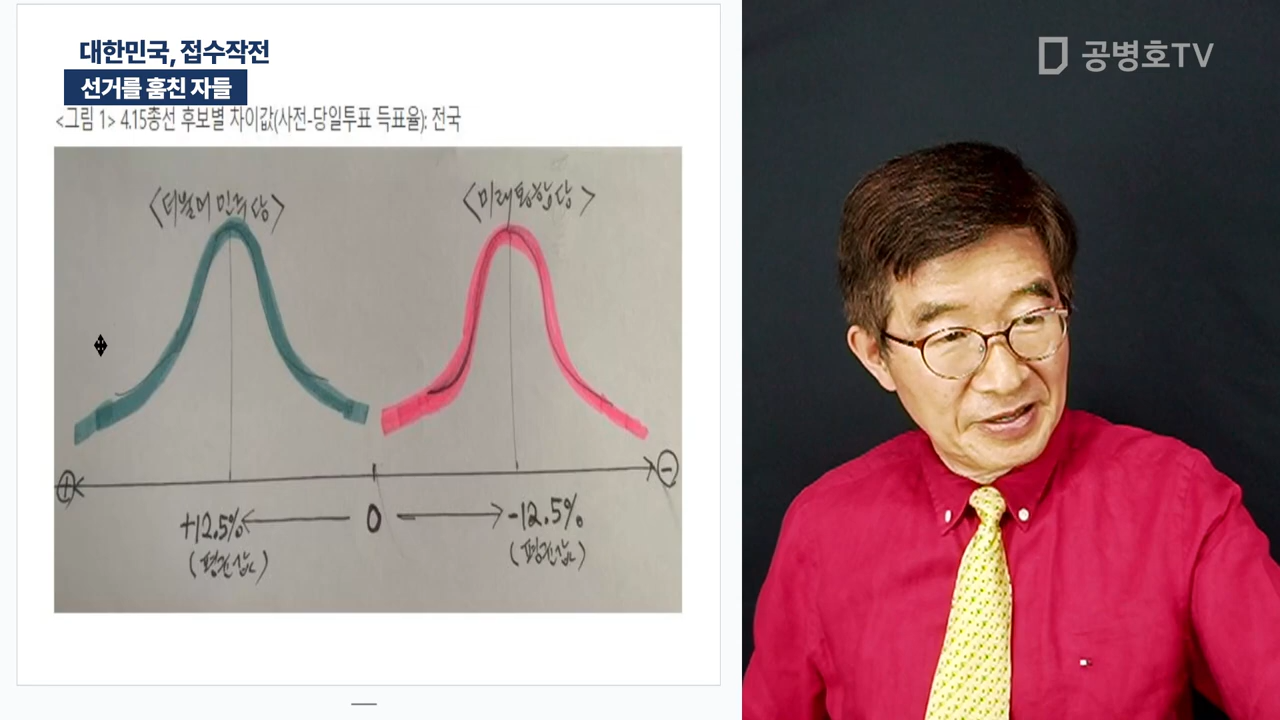 대한민국, 접수작전
선거를 훔친 자들
공병호TV
<그림 1> 4.15총선 후보별 차이값(사전-당일투표 득표율): 전국
<더불어민주당>
<미래통합당>
+
-
+12.5%
0
-12.5%
(평균값)
(평균값)